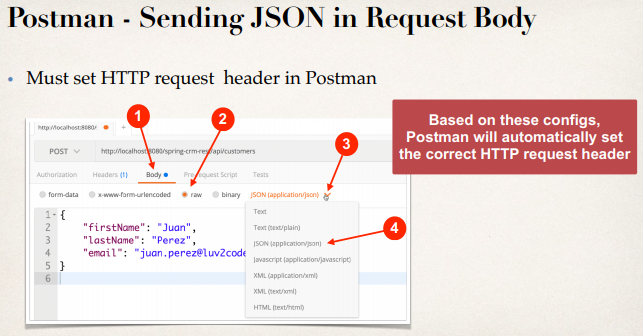 Postman - Sending JSON in Request Body
• Must set HTTP request header in Postman
Based on these configs,
Postman will automatically set
the correct HTTP request header
1
2
3
4
http://localhost:8080/
+
POST
http://localhost:8080/spring-crm-rest/api/customers
Authorization Headers (1) Body Pre-request Script Tests
form-data x-www-form-urlencoded raw binary JSON (application/json)
1 {
2 "firstName": "Juan",
3 "lastName": "Perez",
4 "email": "juan.perez@luv2code
5 }
6
Text
Text (text/plain)
JSON (application/json)
Javascript (application/javascript)
XML (application/xml)
XML (text/xml)
HTML (text/html)